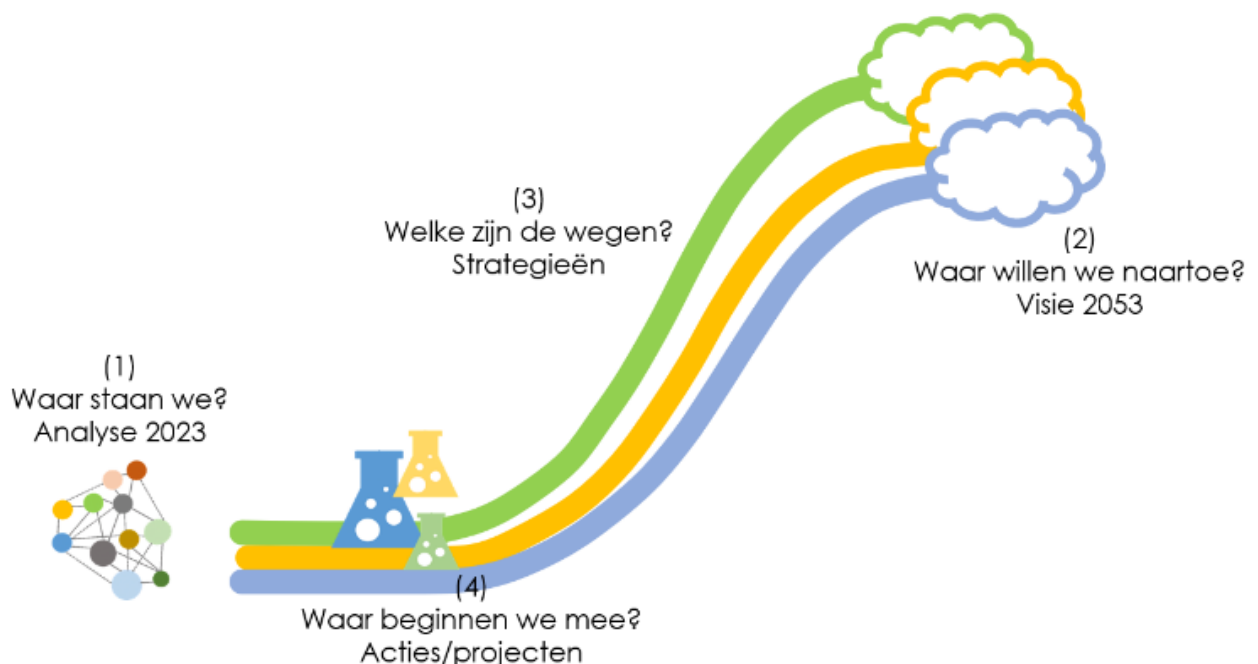 (1)
Waar staan we?
Analyse 2023
(2)
Waar willen we naartoe?
Visie 2053
(3)
Welke zijn de wegen?
Strategieën
(4)
Waar beginnen we mee?
Acties/projecten